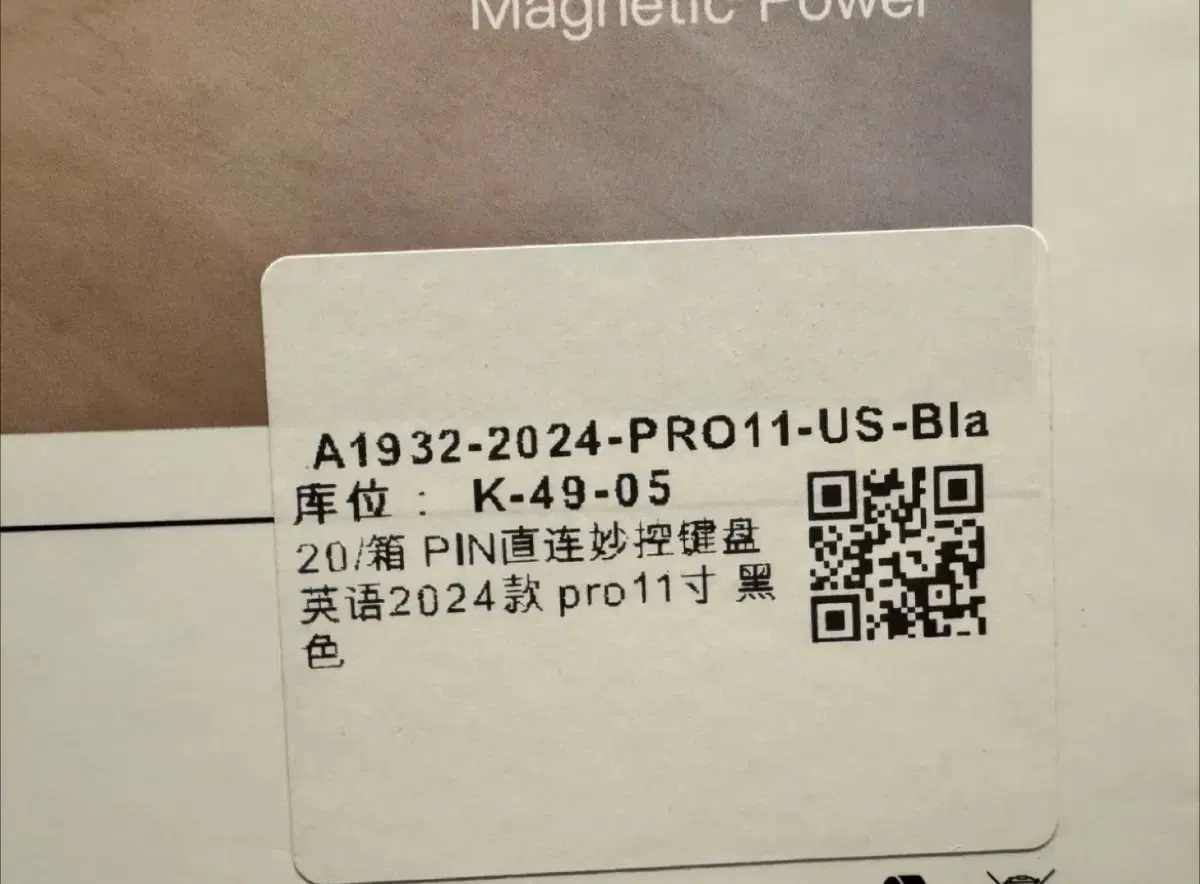 Magnetic Power
A1932-2024-PRO11-US-Bla
库位： K-49-05
20/箱 PIN直连妙控键盘
英语2024款 pro11寸 黑
色